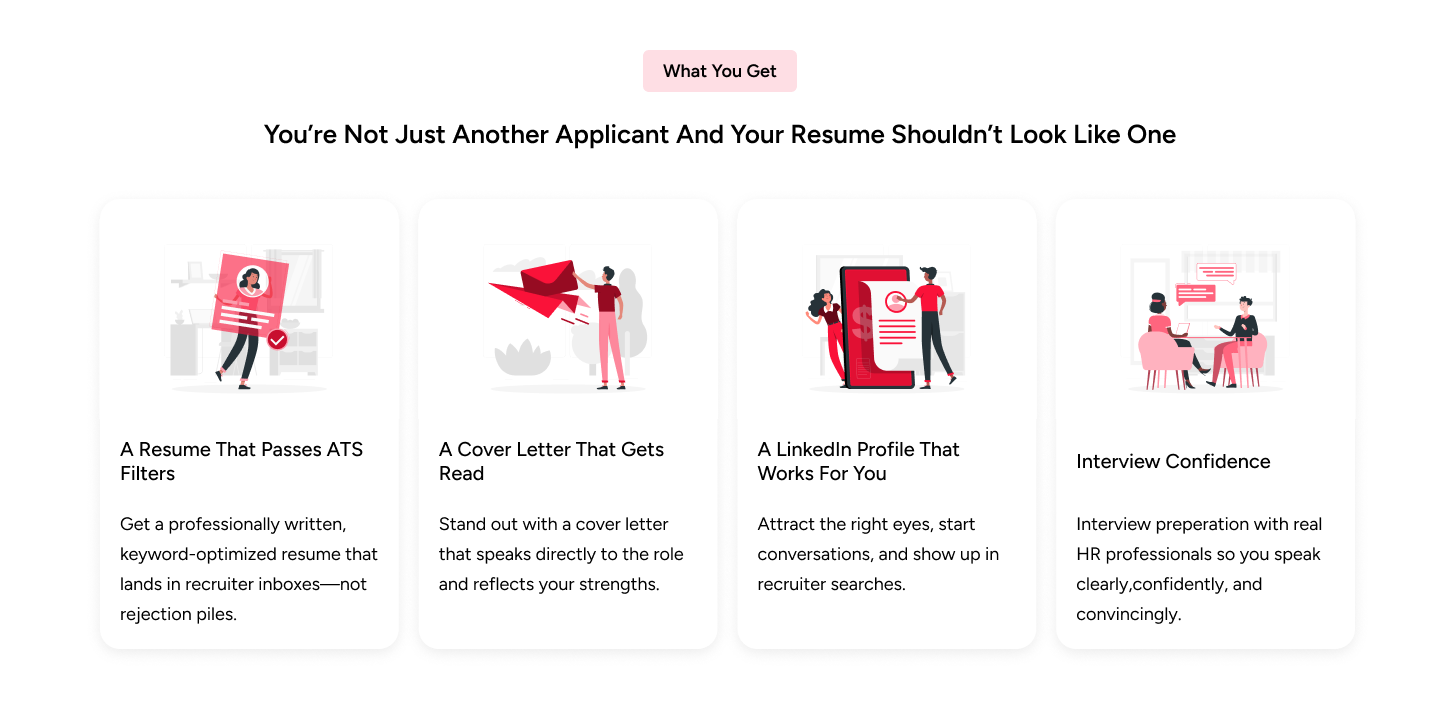 What You Get
You’re Not Just Another Applicant And Your Resume Shouldn’t Look Like One
A Resume That Passes ATS
Filters
Get a professionally written,
keyword-optimized resume that
lands in recruiter inboxes—not
rejection piles.
A Cover Letter That Gets
Read
Stand out with a cover letter
that speaks directly to the role
and reflects your strengths.
$
A LinkedIn Profile That
Works For You
Attract the right eyes, start
conversations, and show up in
recruiter searches.
Interview Confidence
Interview preperation with real
HR professionals so you speak
clearly,confidently, and
convincingly.